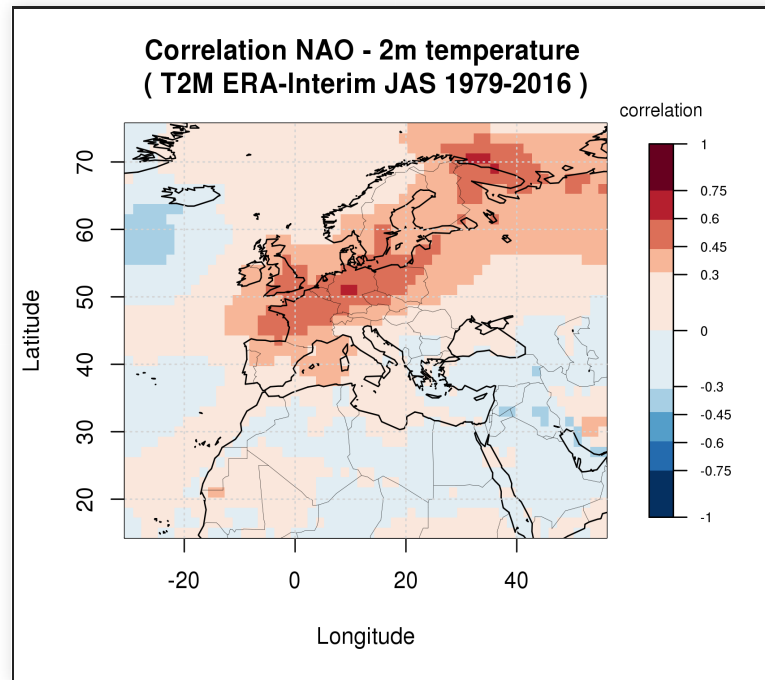 Correlation NAO - 2m temperature
( T2M ERA-Interim JAS 1979-2016 )
correlation
1
0.75
0.6
0.45
0.3
0
-0.3
-0.45
-0.6
-0.75
-1
Latitude
70
60
50
40
30
20
-20 0 20 40
Longitude